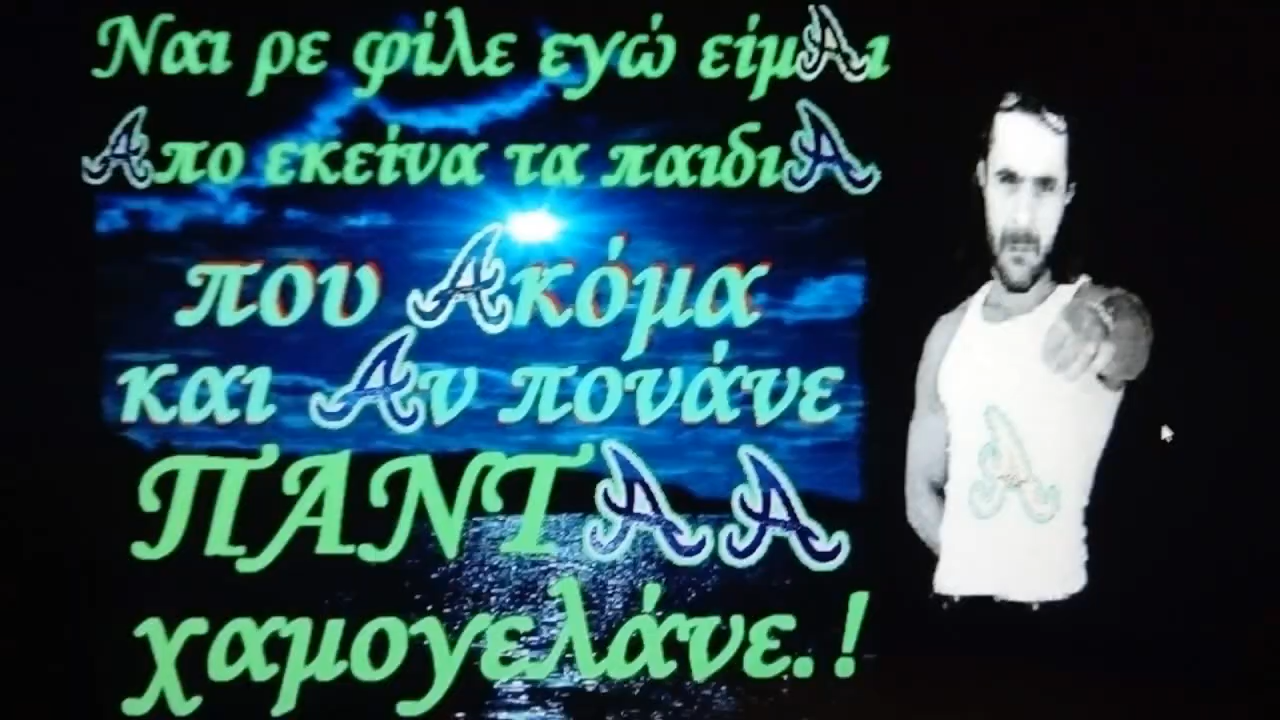 Ναι ρε φίλε εγώ είμΑι
Απο εκείνα τα παιδιΑ
που Ακόμα
και Αν πονάνε
ΠΑΝΤΑΑ
χαμογελάνε.!